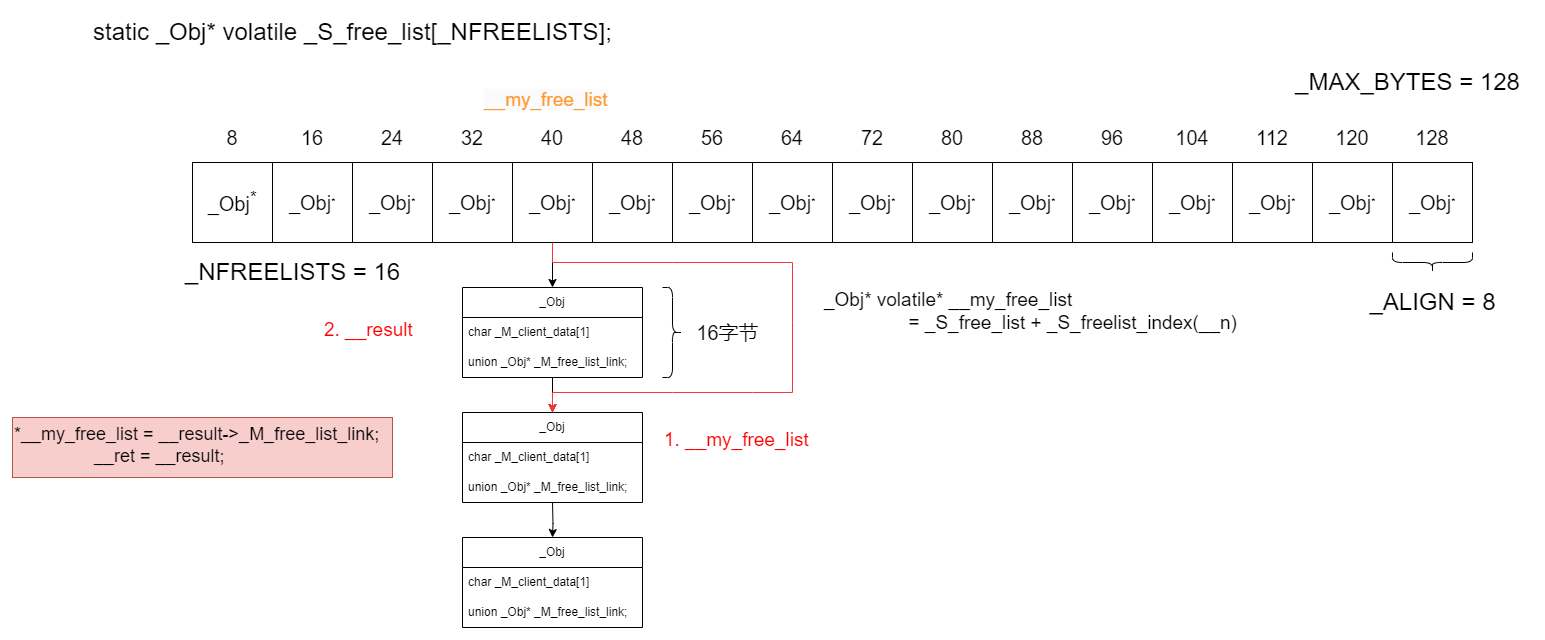 static _Obj* volatile _S_free_list[_NFREELISTS];
_MAX_BYTES = 128
__my_free_list
8 16 24 32 40 48 56 64 72 80 88 96 104 112 120 128
_Obj* _Obj* _Obj* _Obj* _Obj* _Obj* _Obj* _Obj* _Obj* _Obj* _Obj* _Obj* _Obj* _Obj* _Obj* _Obj*
_NFREELISTS = 16
_ALIGN = 8
_Obj
char _M_client_data[1]
union _Obj* _M_free_list_link;
2. __result
16字节
_Obj* volatile* __my_free_list
= _S_free_list + _S_freelist_index(__n)
*__my_free_list = __result->_M_free_list_link;
__ret = __result;
_Obj
char _M_client_data[1]
union _Obj* _M_free_list_link;
1. __my_free_list
_Obj
char _M_client_data[1]
union _Obj* _M_free_list_link;